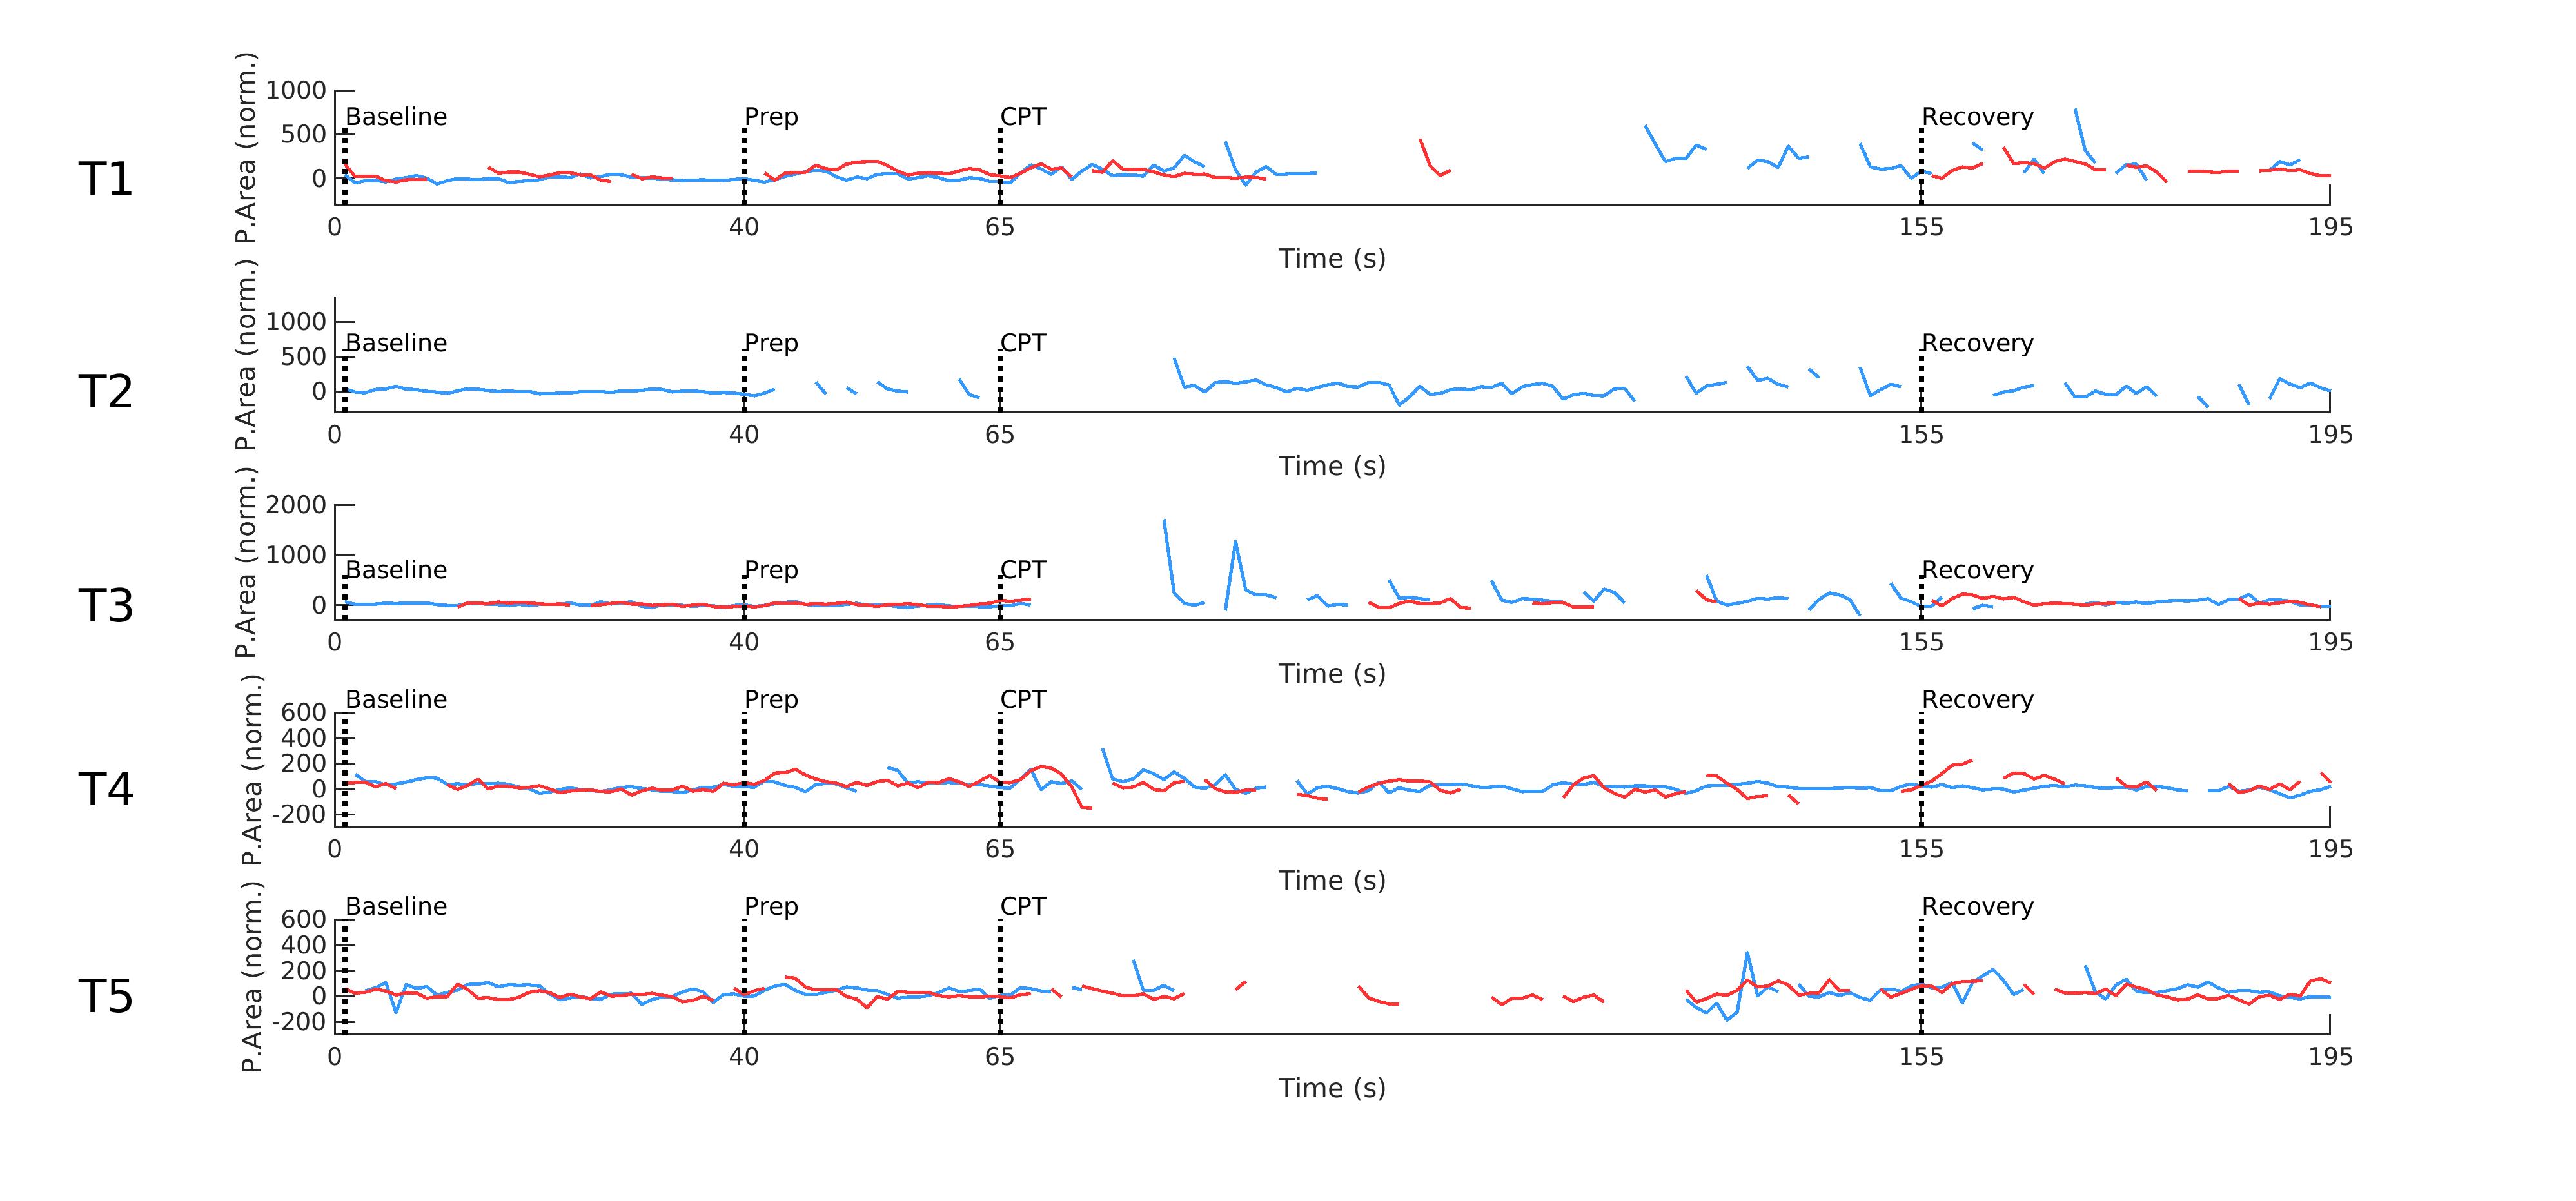 T1
P.Area (norm.)
1000
500
0
Baseline
Prep
CPT
Recovery
0 40 65 155 195
Time (s)
T2
P.Area (norm.)
1000
500
0
Baseline
Prep
CPT
Recovery
0 40 65 155 195
Time (s)
T3
P.Area (norm.)
2000
1000
0
Baseline
Prep
CPT
Recovery
0 40 65 155 195
Time (s)
T4
P.Area (norm.)
600
400
200
0
-200
Baseline
Prep
CPT
Recovery
0 40 65 155 195
Time (s)
T5
P.Area (norm.)
600
400
200
0
-200
Baseline
Prep
CPT
Recovery
0 40 65 155 195
Time (s)